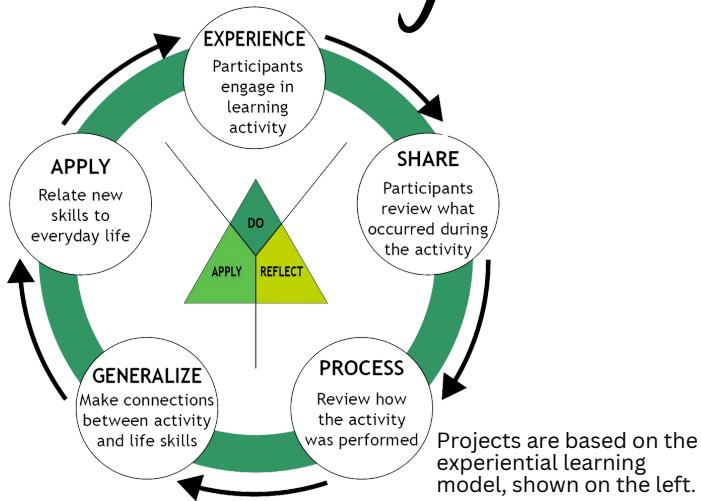 EXPERIENCE
Participants
engage in
learning
activity
SHARE
Participants
review what
occurred during
the activity
PROCESS
Review how
the activity
was performed
GENERALIZE
Make connections
between activity
and life skills
APPLY
Relate new
skills to
everyday life
DO
REFLECT
APPLY
Projects are based on the
experiential learning
model, shown on the left.